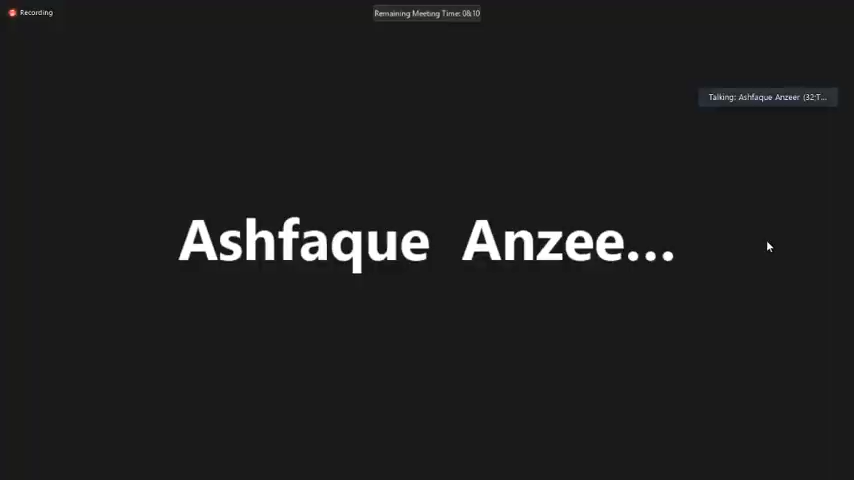 Recording
Remaining Meeting Time: 08:10
Talking: Ashfaque Anzeer (32'T...
Ashfaque Anzee...